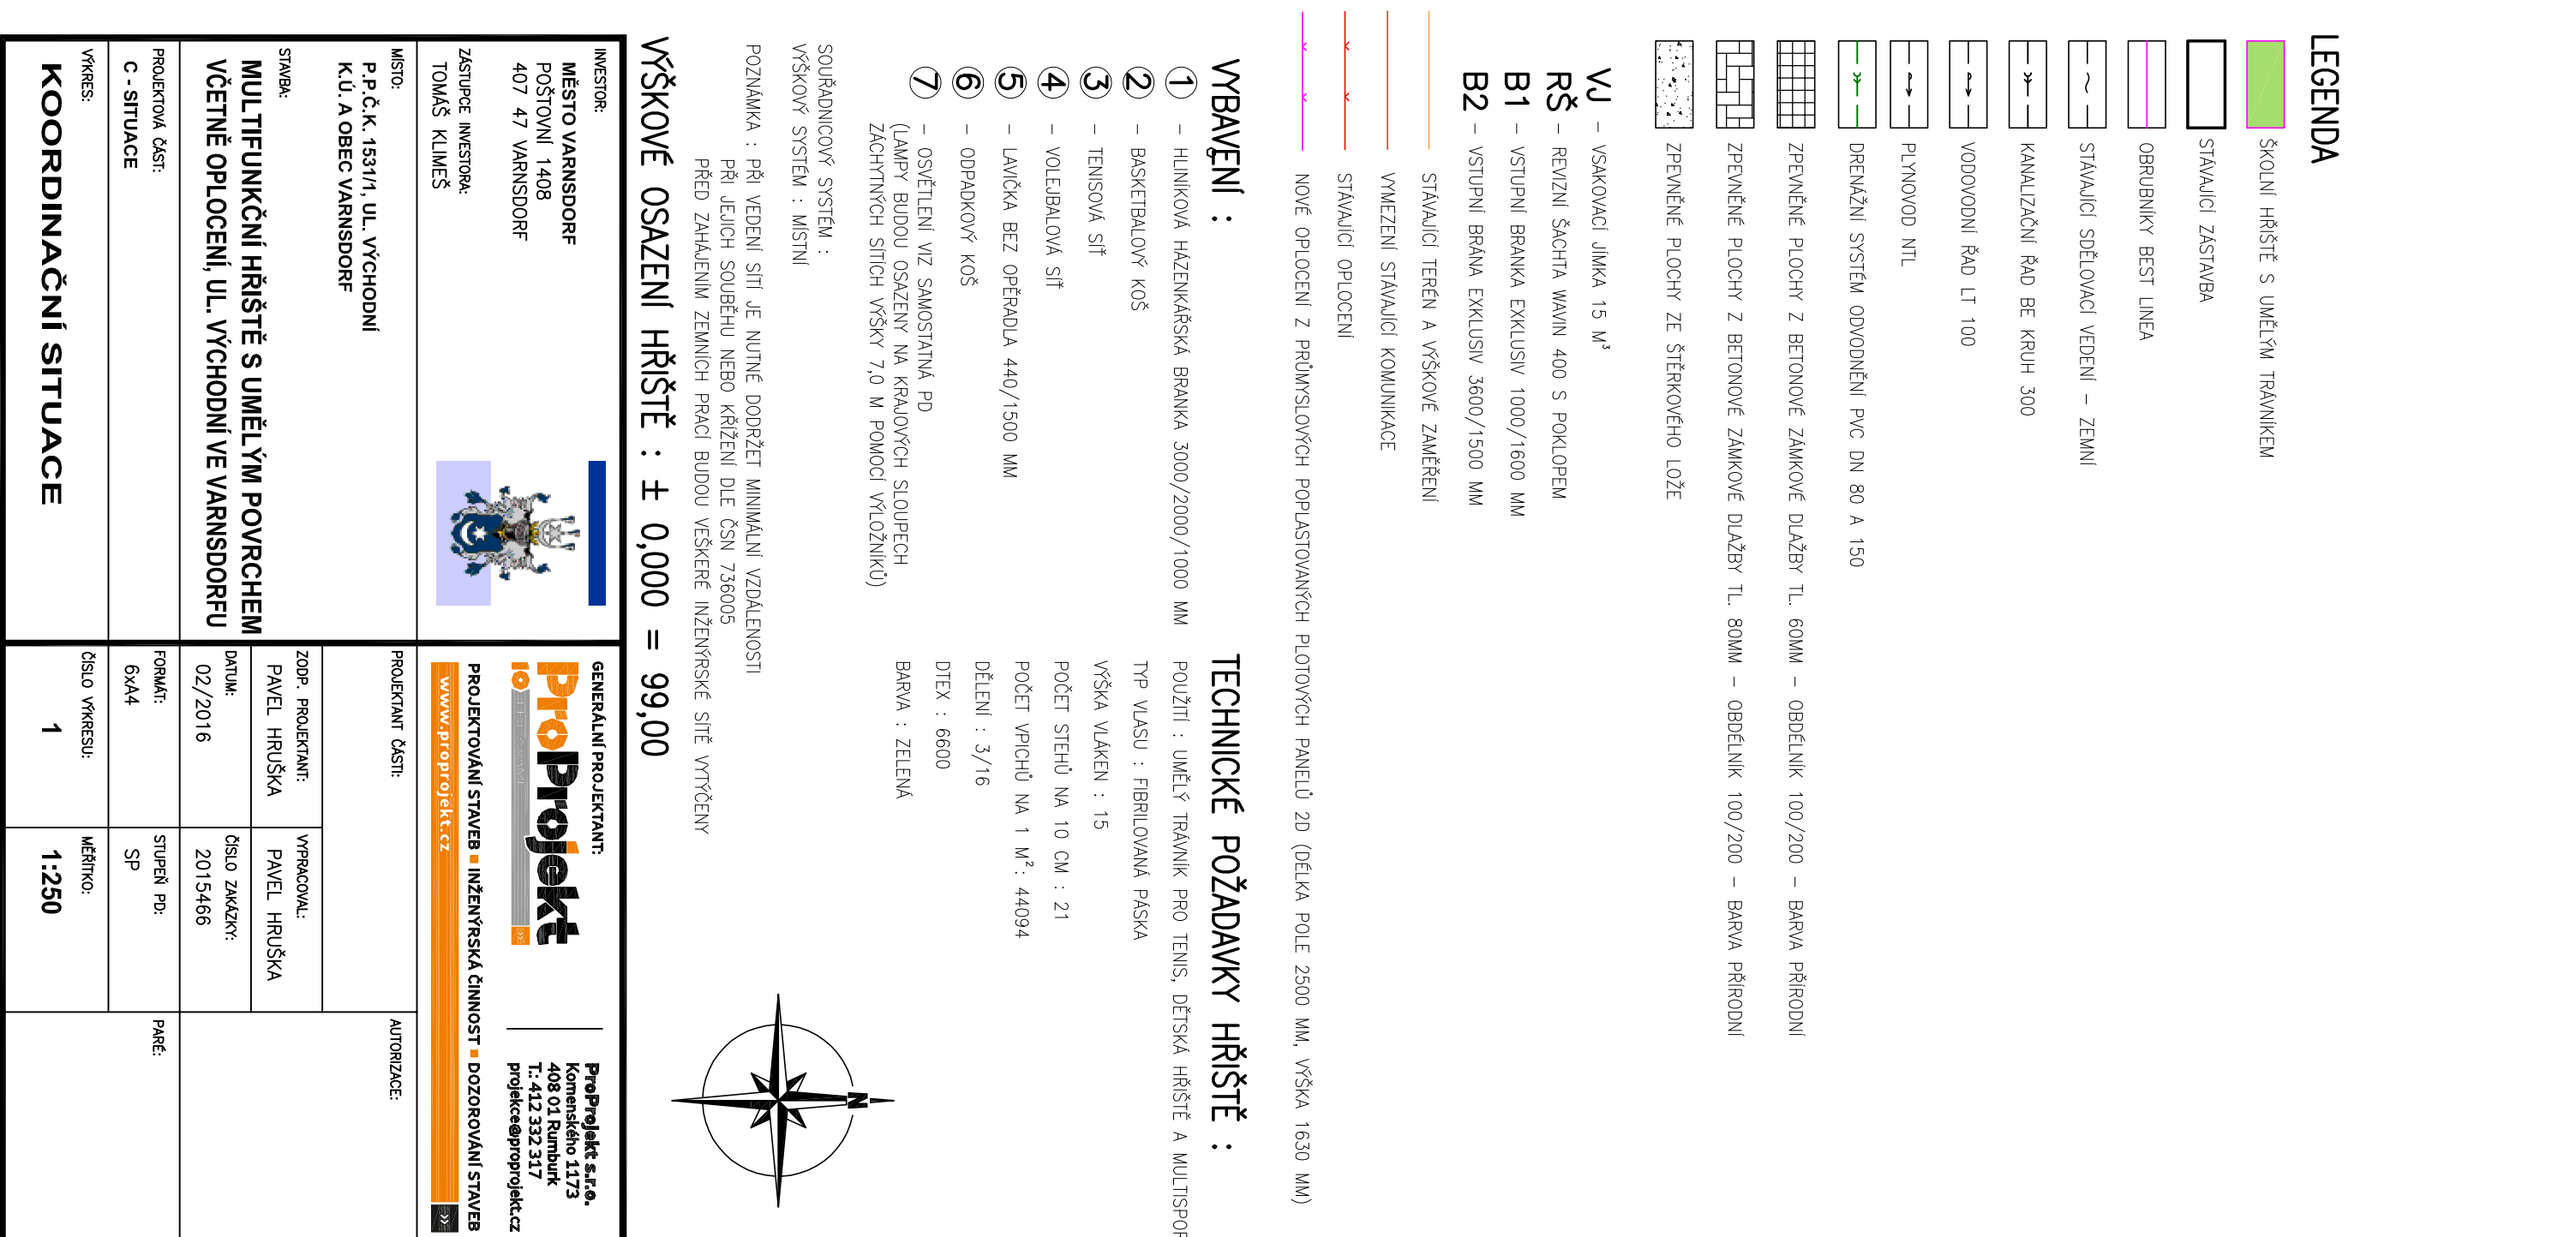 LEGENDA
ŠKOLNÍ HŘIŠTĚ S UMĚLÝM TRÁVNÍKEM
STÁVAJÍCÍ ZÁSTAVBA
OBRUBNÍKY BEST LINEA
STÁVAJÍCÍ SDĚLOVACÍ VEDENÍ – ZEMNÍ
KANALIZAČNÍ ŘAD BE KRUH 300
VODOVODNÍ ŘAD LT 100
PLYNOVOD NTL
DRENÁŽNÍ SYSTÉM ODVODNĚNÍ PVC DN 80 A 150
ZPEVNĚNÉ PLOCHY Z BETONOVÉ ZÁMKOVÉ DLAŽBY TL. 60MM – OBDÉLNÍK 100/200 – BARVA PŘÍRODNÍ
ZPEVNĚNÉ PLOCHY Z BETONOVÉ ZÁMKOVÉ DLAŽBY TL. 80MM – OBDÉLNÍK 100/200 – BARVA PŘÍRODNÍ
ZPEVNĚNÉ PLOCHY ZE ŠTĚRKOVÉHO LOŽE
VJ – VSAKOVACÍ JÍMKA 15 M³
RŠ – REVIZNÍ ŠACHTA WAVIN 400 S POKLOPEM
B1 – VSTUPNÍ BRANKA EXKLUSIV 1000/1600 MM
B2 – VSTUPNÍ BRÁNA EXKLUSIV 3600/1500 MM
STÁVAJÍCÍ TERÉN A VÝŠKOVÉ ZAMĚŘENÍ
VYMEZENÍ STÁVAJÍCÍ KOMUNIKACE
STÁVAJÍCÍ OPLOCENÍ
NOVÉ OPLOCENÍ Z PRŮMYSLOVÝCH POPLASTOVANÝCH PLOTOVÝCH PANELŮ 2D (DÉLKA POLE 2500 MM, VÝŠKA 1630 MM)
VYBAVENÍ :
1 – HLINÍKOVÁ HÁZENKÁŘSKÁ BRANKA 3000/2000/1000 MM
2 – BASKETBALOVÝ KOŠ
3 – TENISOVÁ SÍŤ
4 – VOLEJBALOVÁ SÍŤ
5 – LAVIČKA BEZ OPĚRADLA 440/1500 MM
6 – ODPADKOVÝ KOŠ
7 – OSVĚTLENÍ VIZ SAMOSTATNÁ PD
(LAMPY BUDOU OSAZENY NA KRAJOVÝCH SLOUPECH
ZÁCHYTNÝCH SÍTÍCH VÝŠKY 7,0 M POMOCÍ VÝLOŽNÍKŮ)
TECHNICKÉ POŽADAVKY HŘIŠTĚ :
POUŽITÍ : UMĚLÝ TRÁVNÍK PRO TENIS, DĚTSKÁ HŘIŠTĚ A MULTISPOR
TYP VLASU : FIBRILOVANÁ PÁSKA
VÝŠKA VLÁKEN : 15
POČET STEHŮ NA 10 CM : 21
POČET VPICHŮ NA 1 M² : 44094
DĚLENÍ : 3/16
DTEX : 6600
BARVA : ZELENÁ
SOUŘADNICOVÝ SYSTÉM :
VÝŠKOVÝ SYSTÉM : MÍSTNÍ
POZNÁMKA : PŘI VEDENÍ SÍTÍ JE NUTNÉ DODRŽET MINIMÁLNÍ VZDÁLENOSTI
PŘI JEJICH SOUBĚHU NEBO KŘÍŽENÍ DLE ČSN 736005
PŘED ZAHÁJENÍM ZEMNÍCH PRACÍ BUDOU VEŠKERÉ INŽENÝRSKÉ SÍTĚ VYTÝČENY
N
VÝŠKOVÉ OSAZENÍ HŘIŠTĚ : ± 0,000 = 99,00
INVESTOR:
MĚSTO VARNSDORF
POŠTOVNÍ 1408
407 47 VARNSDORF
ZÁSTUPCE INVESTORA:
TOMÁŠ KLIMEŠ
MÍSTO:
P.P.Č.K. 1531/1, UL. VÝCHODNÍ
K.Ú. A OBEC VARNSDORF
STAVBA:
MULTIFUNKČNÍ HŘIŠTĚ S UMĚLÝM POVRCHEM
VČETNĚ OPLOCENÍ, UL. VÝCHODNÍ VE VARNSDORFU
PROJEKTOVÁ ČÁST:
C - SITUACE
VÝKRES:
KOORDINAČNÍ SITUACE
GENERÁLNÍ PROJEKTANT:
ProProjekt
ProProjekt s.r.o.
Komenského 1173
408 01 Rumburk
T.: 412 332 317
projekce@proprojekt.cz
PROJEKTOVÁNÍ STAVEB ▪ INŽENÝRSKÁ ČINNOST ▪ DOZOROVÁNÍ STAVEB
www.proprojekt.cz
PROJEKTANT ČÁSTI:
AUTORIZACE:
ZODP. PROJEKTANT:
PAVEL HRUŠKA
VYPRACOVAL:
PAVEL HRUŠKA
DATUM:
02/2016
ČÍSLO ZAKÁZKY:
2015466
FORMÁT:
6xA4
STUPEŇ PD:
SP
PARÉ:
ČÍSLO VÝKRESU:
1
MĚŘÍTKO:
1:250